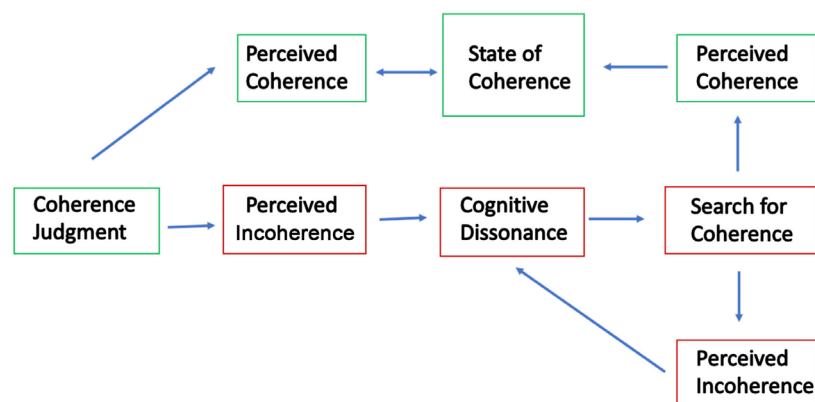 Perceived
Coherence
State of
Coherence
Perceived
Coherence
Coherence
Judgment
Perceived
Incoherence
Cognitive
Dissonance
Search for
Coherence
Perceived
Incoherence